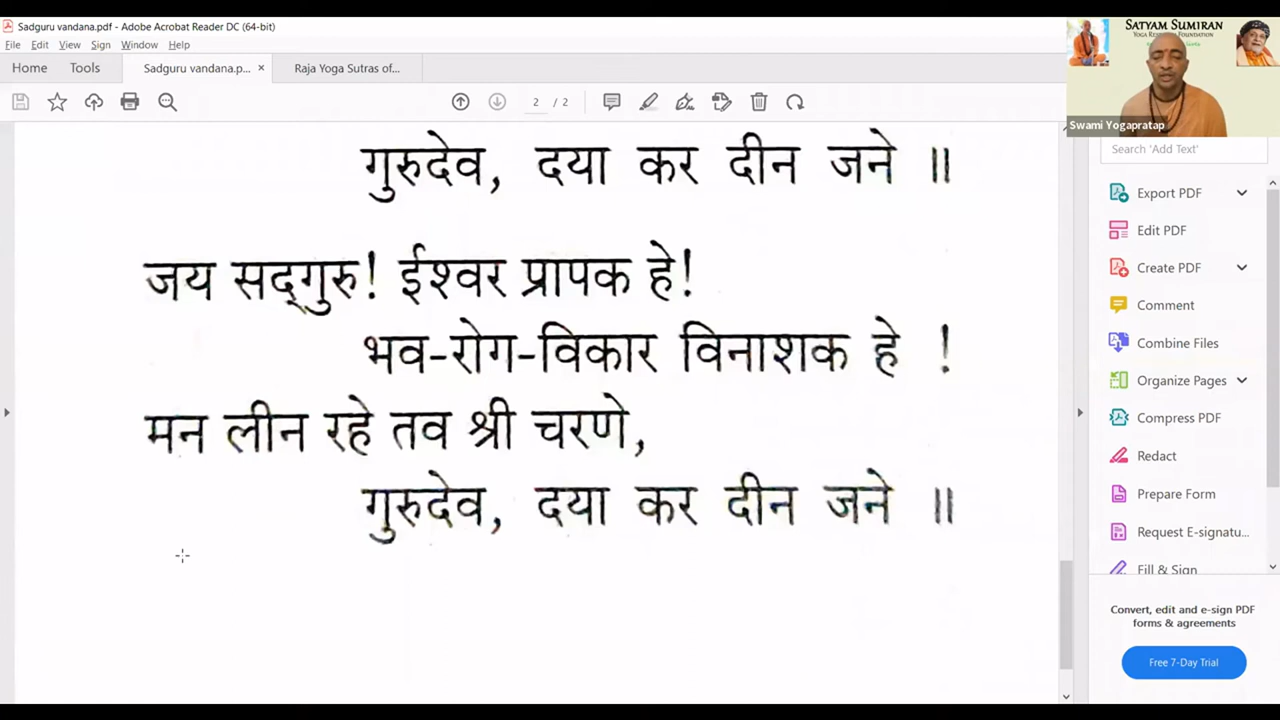 Sadguru vandana.pdf - Adobe Acrobat Reader DC (64-bit)
File Edit View Sign Window Help
Home Tools Sadguru vandana.p... × Raja Yoga Sutras of...
2 / 2
SATYAM SUMIRAN
Swami Yogapratap
Search 'Add Text'
Export PDF
Edit PDF
Create PDF
Comment
Combine Files
Organize Pages
Compress PDF
Redact
Prepare Form
Request E-signatu...
Fill & Sign
Convert, edit and e-sign PDF
forms & agreements
Free 7-Day Trial
गुरुदेव, दया कर दीन जने ॥
जय सद्‌गुरु! ईश्वर प्रापक हे!
भव-रोग-विकार विनाशक हे !
मन लीन रहे तव श्री चरणे,
गुरुदेव, दया कर दीन जने ॥